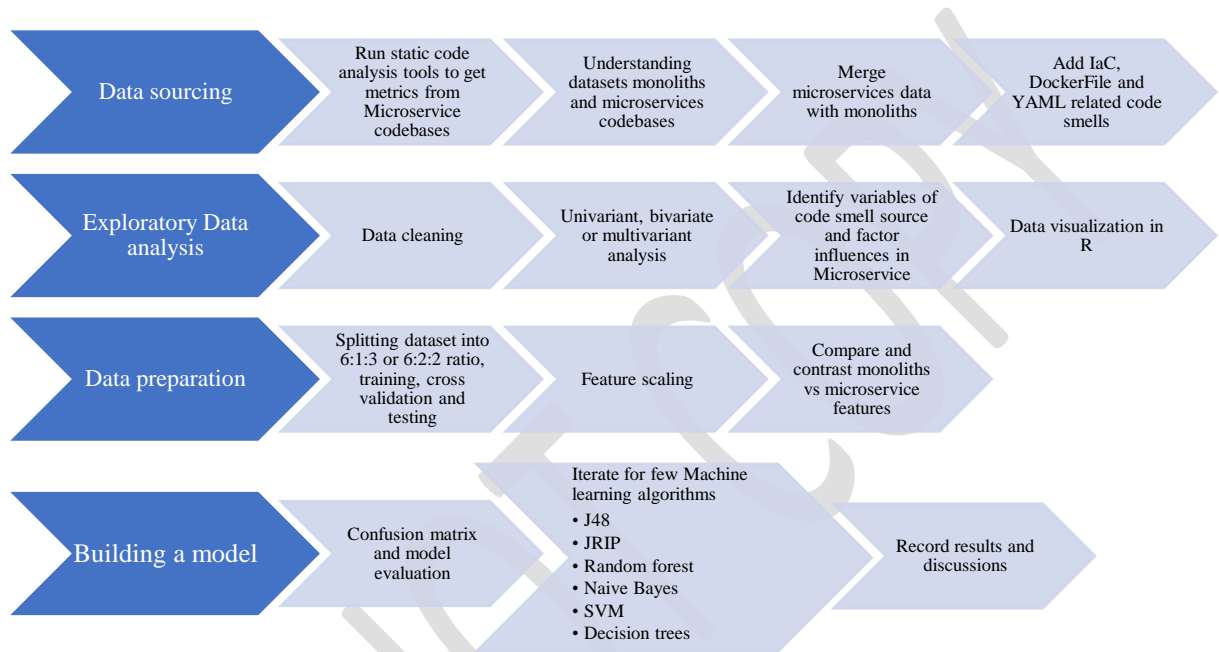 Data sourcing
Run static code
analysis tools to get
metrics from
Microservice
codebases
Understanding
datasets monoliths
and microservices
codebases
Merge
microservices data
with monoliths
Add IaC,
DockerFile and
YAML related code
smells
Exploratory Data
analysis
Data cleaning
Univariant, bivariate
or multivariant
analysis
Identify variables of
code smell source
and factor
influences in
Microservice
Data visualization in
R
Data preparation
Splitting dataset into
6:1:3 or 6:2:2 ratio,
training, cross
validation and
testing
Feature scaling
Compare and
contrast monoliths
vs microservice
features
Building a model
Confusion matrix
and model
evaluation
Iterate for few Machine
learning algorithms
• J48
• JRIP
• Random forest
• Naive Bayes
• SVM
• Decision trees
Record results and
discussions